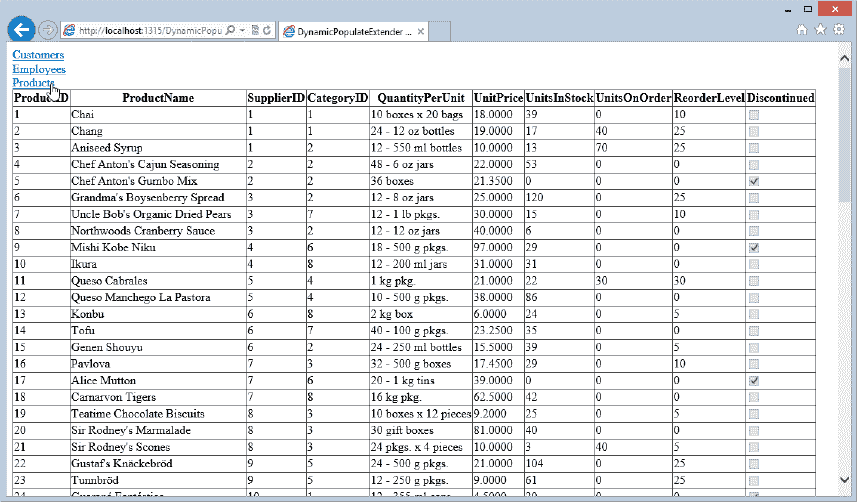 http://localhost:1315/DynamicPopu
DynamicPopulateExtender ...
Customers
Employees
Products
ProductID ProductName SupplierID CategoryID QuantityPerUnit UnitPrice UnitsInStock UnitsOnOrder ReorderLevel Discontinued
1 Chai 1 1 10 boxes x 20 bags 18.0000 39 0 10
2 Chang 1 1 24 - 12 oz bottles 19.0000 17 40 25
3 Aniseed Syrup 1 2 12 - 550 ml bottles 10.0000 13 70 25
4 Chef Anton's Cajun Seasoning 2 2 48 - 6 oz jars 22.0000 53 0 0
5 Chef Anton's Gumbo Mix 2 2 36 boxes 21.3500 0 0 0
6 Grandma's Boysenberry Spread 3 2 12 - 8 oz jars 25.0000 120 0 25
7 Uncle Bob's Organic Dried Pears 3 7 12 - 1 lb pkgs. 30.0000 15 0 10
8 Northwoods Cranberry Sauce 3 2 12 - 12 oz jars 40.0000 6 0 0
9 Mishi Kobe Niku 4 6 18 - 500 g pkgs. 97.0000 29 0 0
10 Ikura 4 8 12 - 200 ml jars 31.0000 31 0 0
11 Queso Cabrales 5 4 1 kg pkg. 21.0000 22 30 30
12 Queso Manchego La Pastora 5 4 10 - 500 g pkgs. 38.0000 86 0 0
13 Konbu 6 8 2 kg box 6.0000 24 0 5
14 Tofu 6 7 40 - 100 g pkgs. 23.2500 35 0 0
15 Genen Shouyu 6 2 24 - 250 ml bottles 15.5000 39 0 5
16 Pavlova 7 3 32 - 500 g boxes 17.4500 29 0 10
17 Alice Mutton 7 6 20 - 1 kg tins 39.0000 0 0 0
18 Carnarvon Tigers 7 8 16 kg pkg. 62.5000 42 0 0
19 Teatime Chocolate Biscuits 8 3 10 boxes x 12 pieces 9.2000 25 0 5
20 Sir Rodney's Marmalade 8 3 30 gift boxes 81.0000 40 0 0
21 Sir Rodney's Scones 8 3 24 pkgs. x 4 pieces 10.0000 3 40 5
22 Gustaf's Knäckebröd 9 5 24 - 500 g pkgs. 21.0000 104 0 25
23 Tunnbröd 9 5 12 - 250 g pkgs. 9.0000 61 0 25